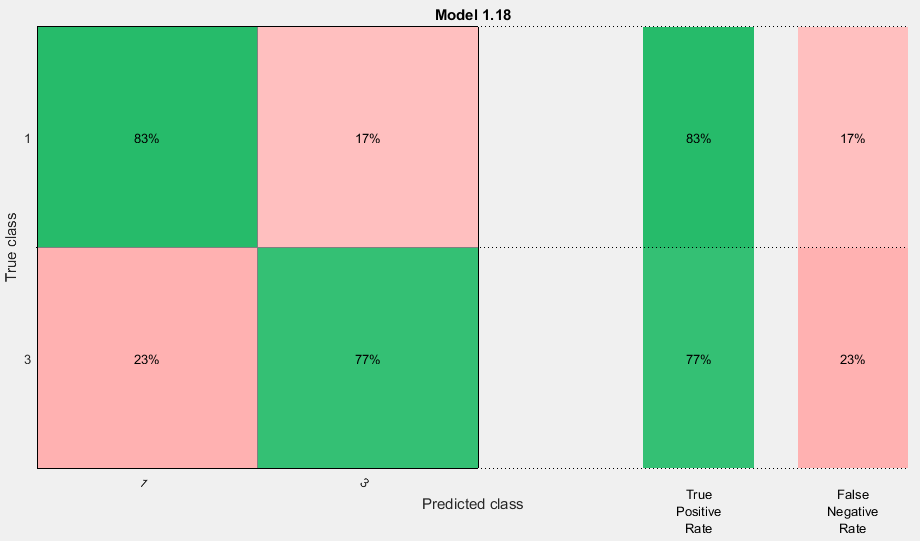 Model 1.18
True class
1
83%
17%
83%
17%
3
23%
77%
77%
23%
1
3
Predicted class
True
Positive
Rate
False
Negative
Rate